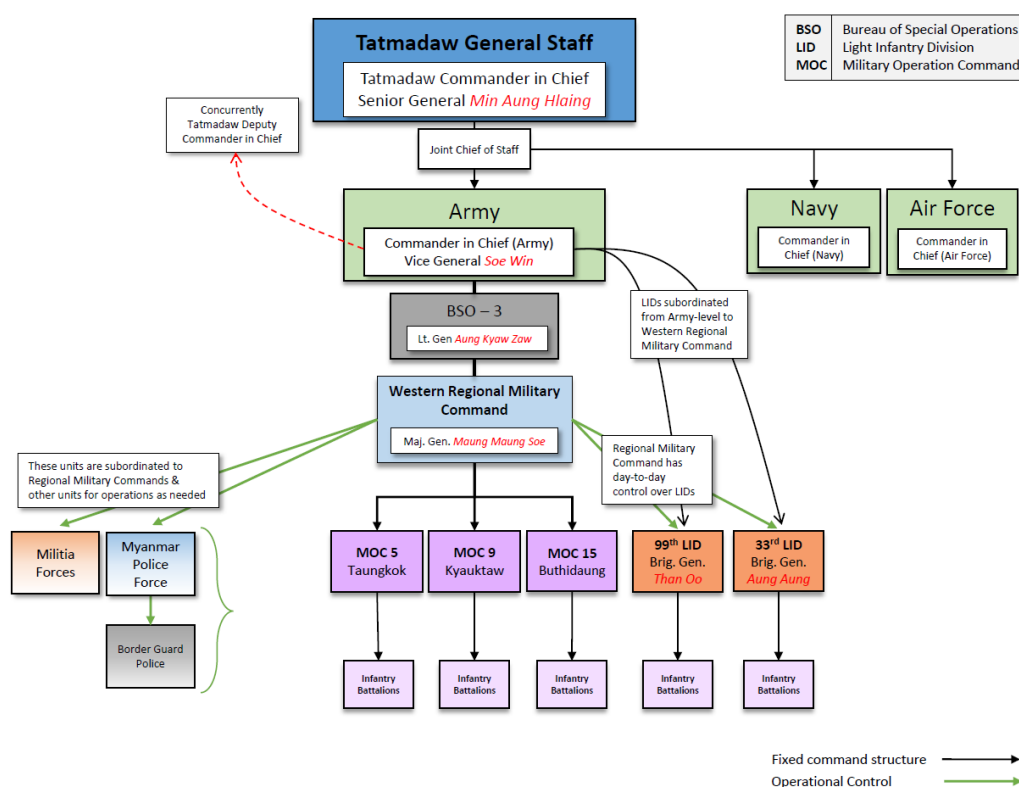 Tatmadaw General Staff
Tatmadaw Commander in Chief
Senior General Min Aung Hlaing
BSO Bureau of Special Operations
LID Light Infantry Division
MOC Military Operation Command
Concurrently
Tatmadaw Deputy
Commander in Chief
Joint Chief of Staff
Army
Commander in Chief (Army)
Vice General Soe Win
Navy
Commander in
Chief (Navy)
Air Force
Commander in
Chief (Air Force)
BSO – 3
Lt. Gen Aung Kyaw Zaw
LIDs subordinated
from Army-level to
Western Regional
Military Command
Western Regional Military
Command
Maj. Gen. Maung Maung Soe
These units are subordinated to
Regional Military Commands &
other units for operations as needed
Regional Military
Command has
day-to-day
control over LIDs
Militia
Forces
Myanmar
Police
Force
Border Guard
Police
MOC 5
Taungkok
MOC 9
Kyauktaw
MOC 15
Buthidaung
99th LID
Brig. Gen.
Than Oo
33rd LID
Brig. Gen.
Aung Aung
Infantry
Battalions
Infantry
Battalions
Infantry
Battalions
Infantry
Battalions
Infantry
Battalions
Fixed command structure
Operational Control